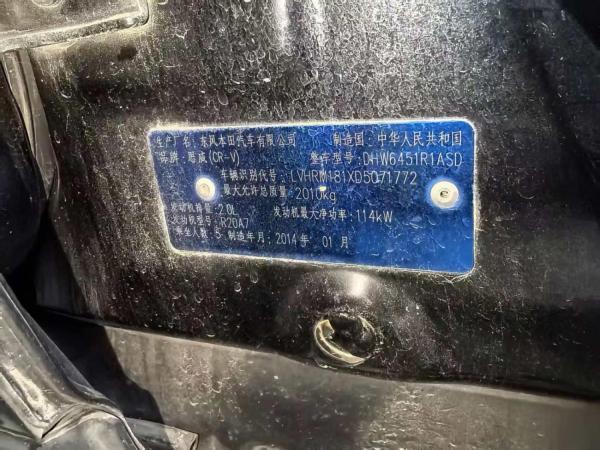 生产厂名：东风本田汽车有限公司 制造国：中华人民共和国
品牌：思威(CR-V) 整车型号：DHW6451R1ASD
车辆识别代号：LVHRM181XD5071772
最大允许总质量：2010kg
发动机排量：2.0L 发动机最大净功率：114kW
发动机型号：R20A7
乘坐人数：5 制造年月：2014年 01月